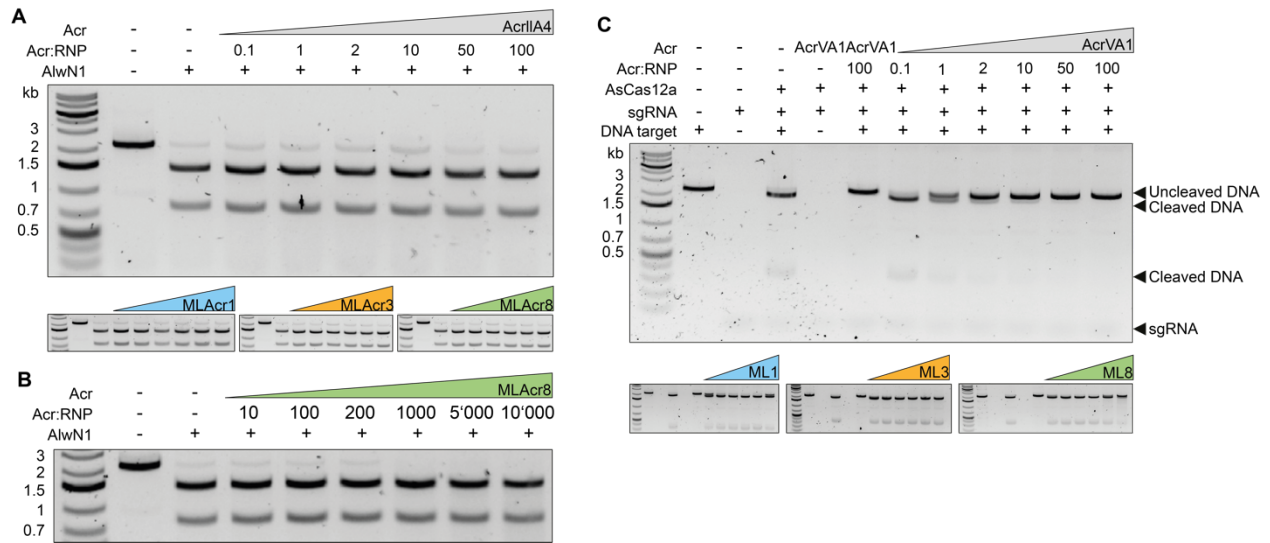 A
Acr - - AcrIIA4
Acr:RNP 0.1 1 2 10 50 100
AlwN1 - + + + + + + +
kb
3
2
1.5
1
0.7
0.5
MLAcr1 MLAcr3 MLAcr8
B
Acr - - MLAcr8
Acr:RNP 10 100 200 1000 5'000 10'000
AlwN1 - + + + + + + +
3
2
1.5
1
0.7
C
Acr - - - AcrVA1AcrVA1 AcrVA1
Acr:RNP - - - - 100 0.1 1 2 10 50 100
AsCas12a - - + + + + + + + + +
sgRNA - + + - + + + + + + +
DNA target + - + - + + + + + + +
kb
3
2
1.5
1
0.7
0.5
Uncleaved DNA
Cleaved DNA
Cleaved DNA
sgRNA
ML1 ML3 ML8